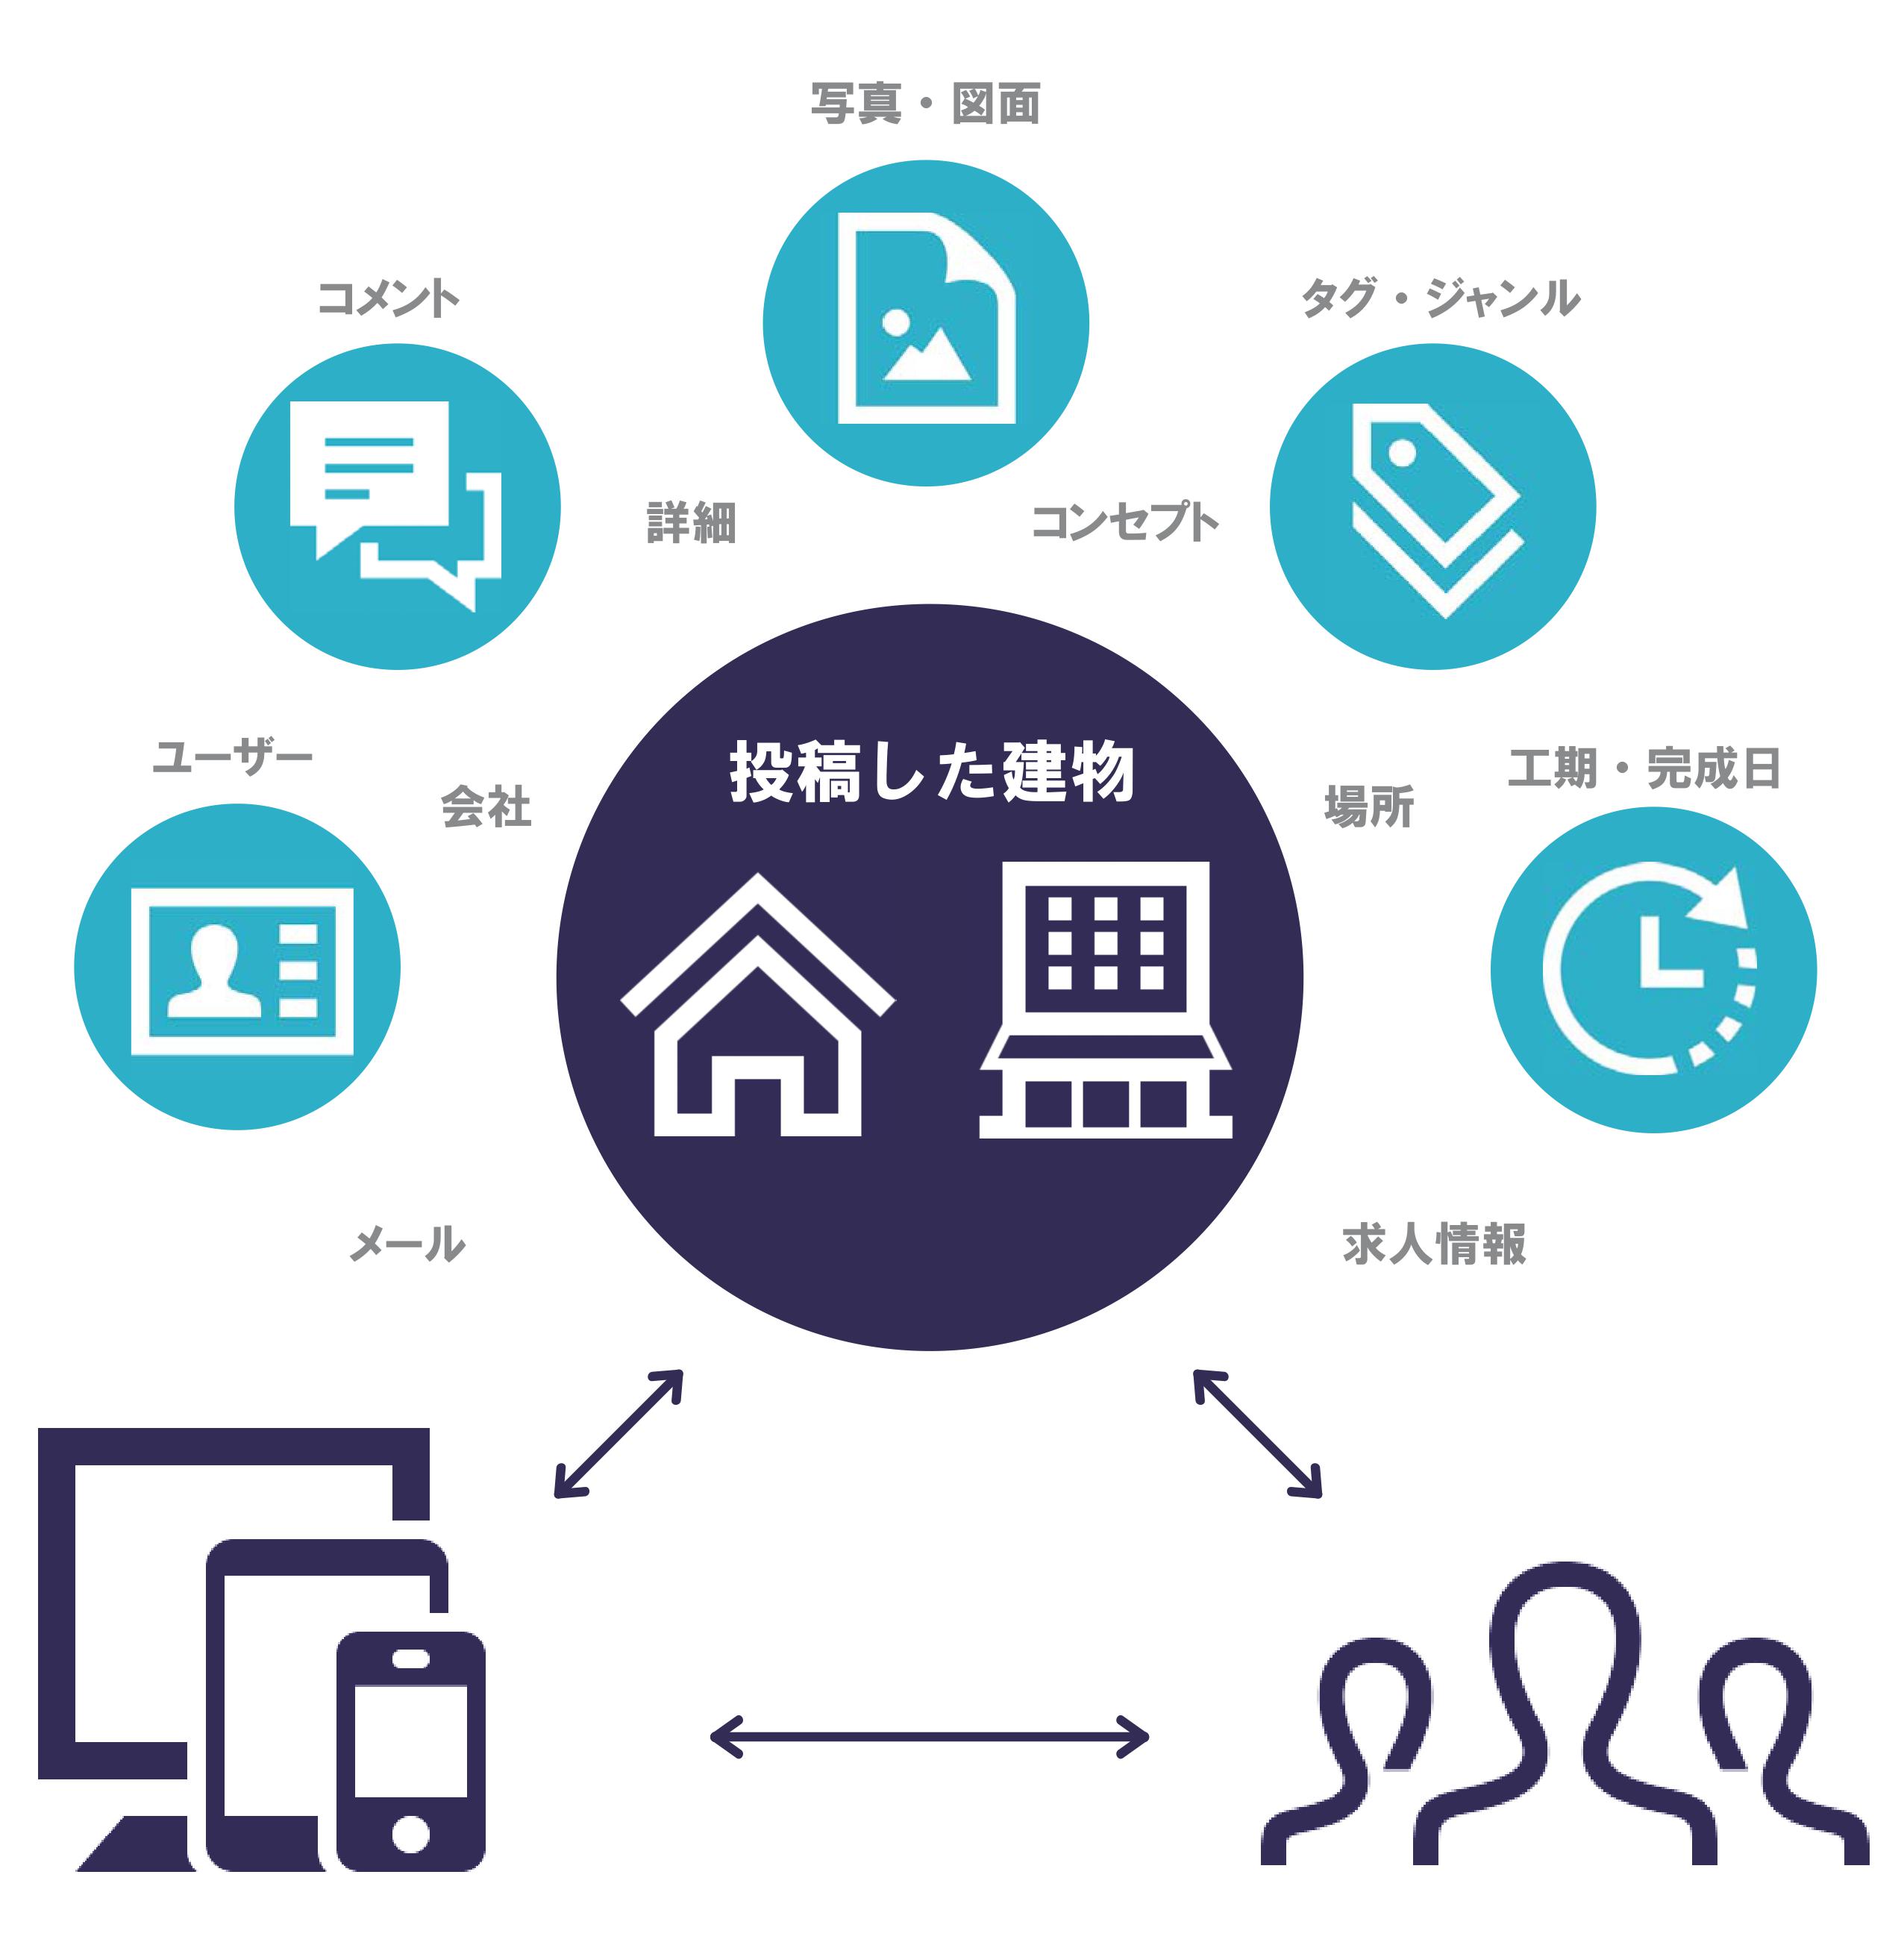 写真・図面
コメント
タグ・ジャンル
詳細
コンセプト
ユーザー
会社
投稿した建物
場所
工期・完成日
メール
求人情報